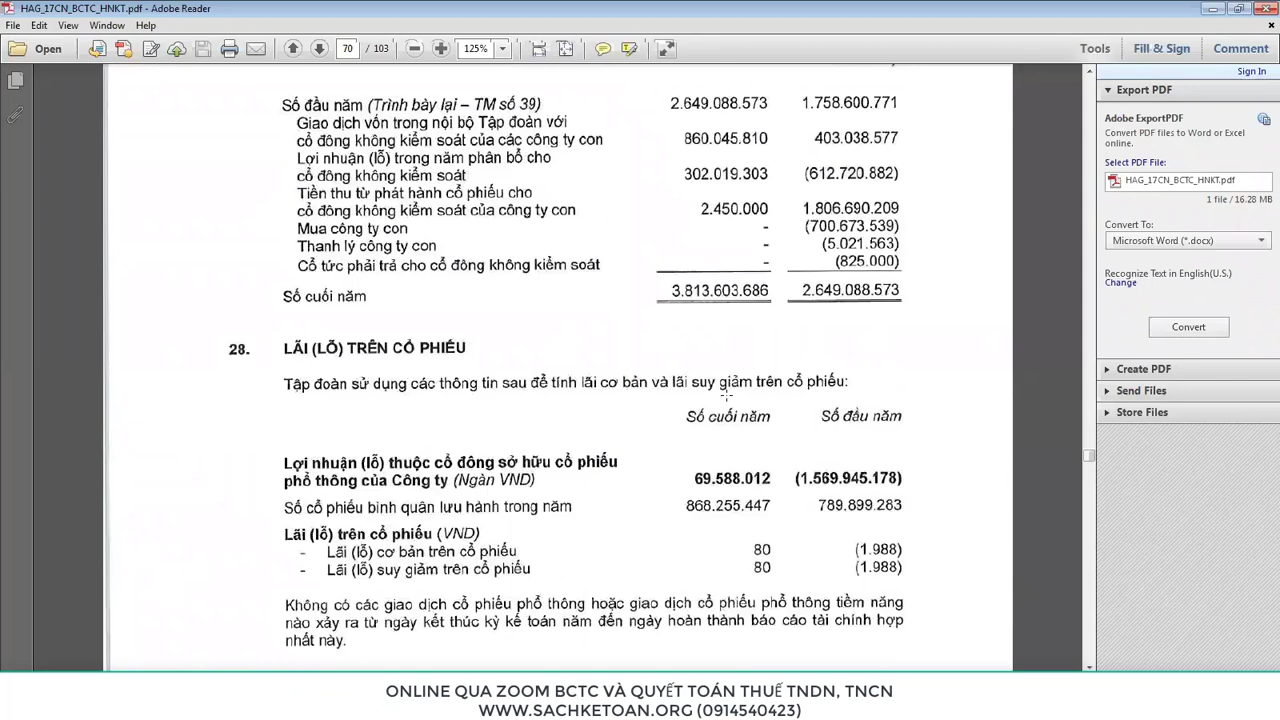 HAG_17CN_BCTC_HNKT.pdf - Adobe Reader
File Edit View Window Help
Open 70 / 103 125% Tools Fill & Sign Comment
Sign In
Export PDF
Adobe ExportPDF
Convert PDF files to Word or Excel
online.
Select PDF File:
HAG_17CN_BCTC_HNKT.pdf
1 file / 16.28 MB
Convert To:
Microsoft Word (*.docx)
Recognize Text in English(U.S.)
Change
Convert
Create PDF
Send Files
Store Files
Số đầu năm (Trình bày lại – TM số 39) 2.649.088.573 1.758.600.771
Giao dịch vốn trong nội bộ Tập đoàn với
cổ đông không kiểm soát của các công ty con 860.045.810 403.038.577
Lợi nhuận (lỗ) trong năm phân bổ cho
cổ đông không kiểm soát 302.019.303 (612.720.882)
Tiền thu từ phát hành cổ phiếu cho
cổ đông không kiểm soát của công ty con 2.450.000 1.806.690.209
Mua công ty con - (700.673.539)
Thanh lý công ty con - (5.021.563)
Cổ tức phải trả cho cổ đông không kiểm soát - (825.000)
Số cuối năm 3.813.603.686 2.649.088.573
28. LÃI (LỖ) TRÊN CỔ PHIẾU
Tập đoàn sử dụng các thông tin sau để tính lãi cơ bản và lãi suy giảm trên cổ phiếu:
Số cuối năm Số đầu năm
Lợi nhuận (lỗ) thuộc cổ đông sở hữu cổ phiếu
phổ thông của Công ty (Ngàn VND) 69.588.012 (1.569.945.178)
Số cổ phiếu bình quân lưu hành trong năm 868.255.447 789.899.283
Lãi (lỗ) trên cổ phiếu (VND)
- Lãi (lỗ) cơ bản trên cổ phiếu 80 (1.988)
- Lãi (lỗ) suy giảm trên cổ phiếu 80 (1.988)
Không có các giao dịch cổ phiếu phổ thông hoặc giao dịch cổ phiếu phổ thông tiềm năng
nào xảy ra từ ngày kết thúc kỳ kế toán năm đến ngày hoàn thành báo cáo tài chính hợp
nhất này.
ONLINE QUA ZOOM BCTC VÀ QUYẾT TOÁN THUẾ TNDN, TNCN
WWW.SACHKETOAN.ORG (0914540423)